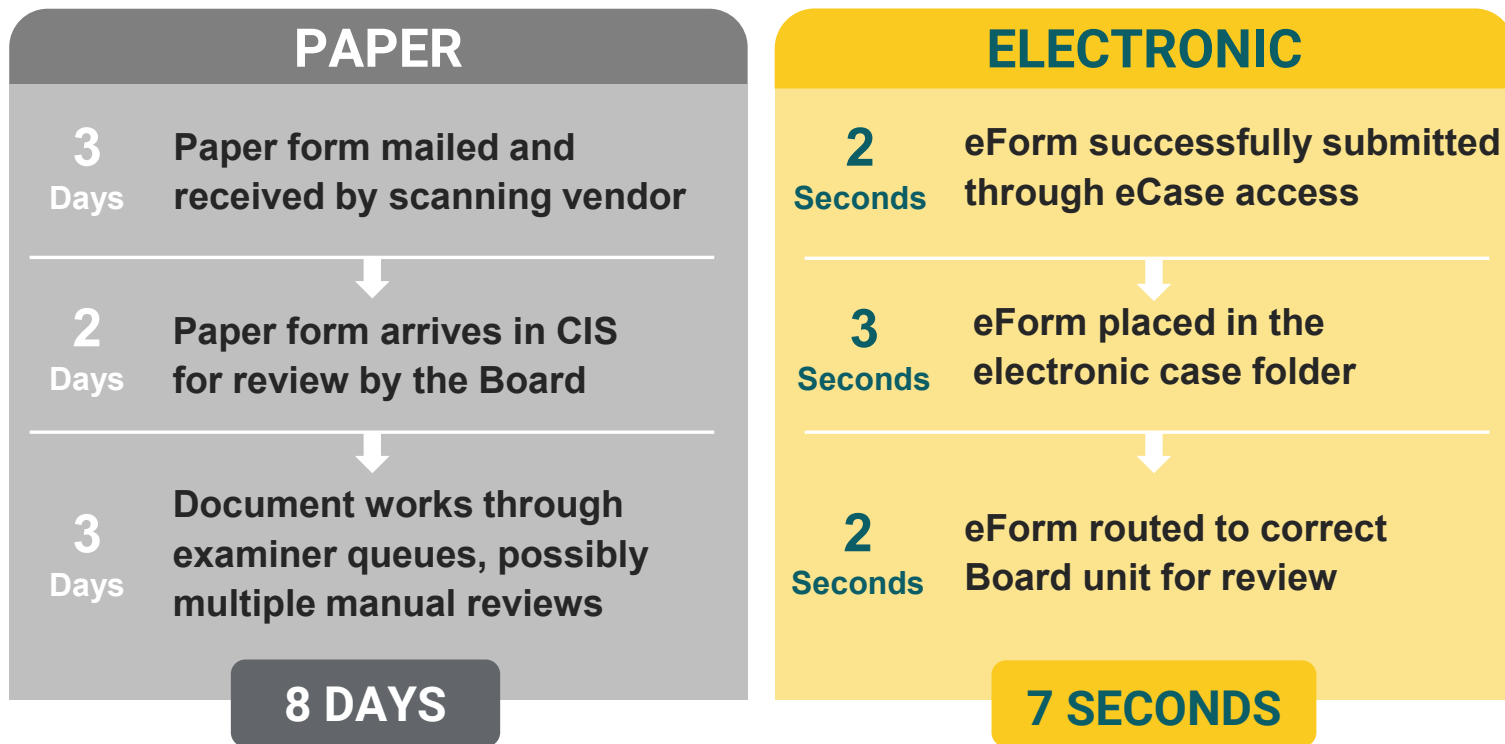 PAPER
3
Days
Paper form mailed and
received by scanning vendor
2
Days
Paper form arrives in CIS
for review by the Board
3
Days
Document works through
examiner queues, possibly
multiple manual reviews
8 DAYS
ELECTRONIC
2
Seconds
eForm successfully submitted
through eCase access
3
Seconds
eForm placed in the
electronic case folder
2
Seconds
eForm routed to correct
Board unit for review
7 SECONDS